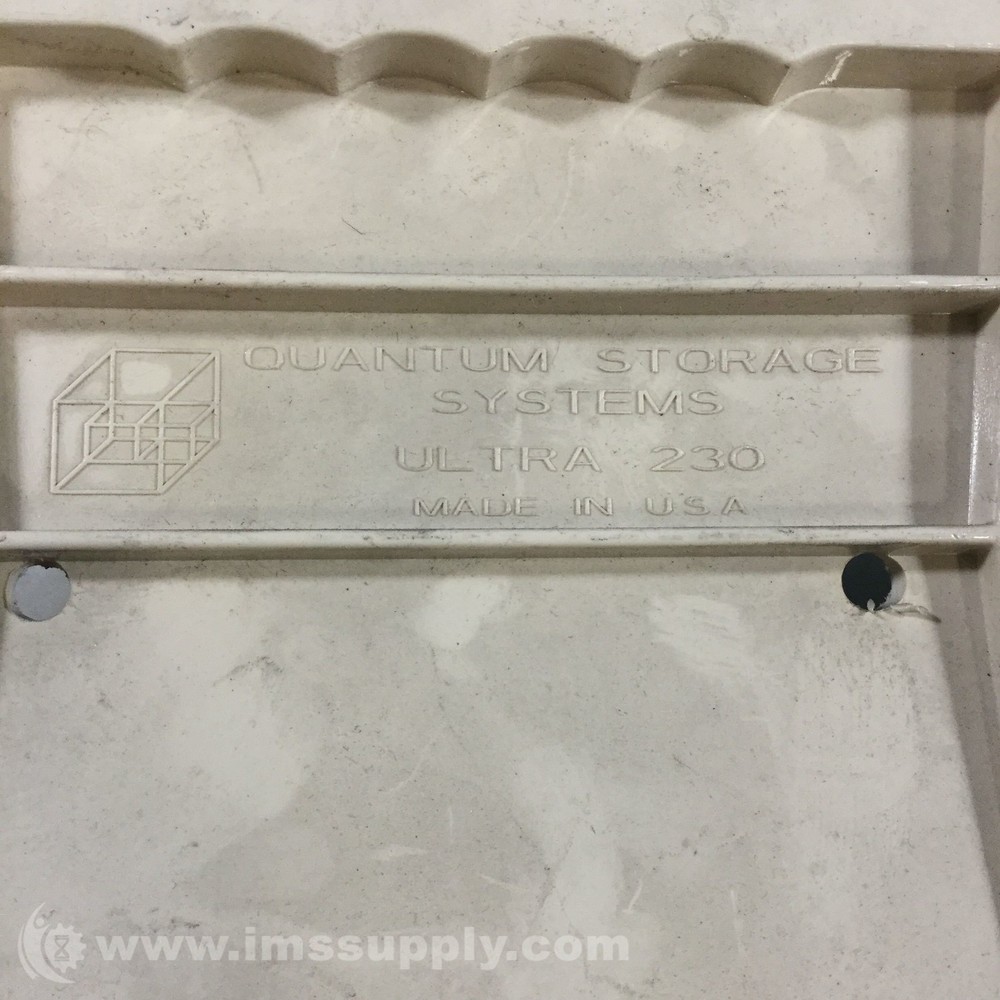 QUANTUM STORAGE
SYSTEMS
ULTRA 230
MADE IN USA
www.imssupply.com